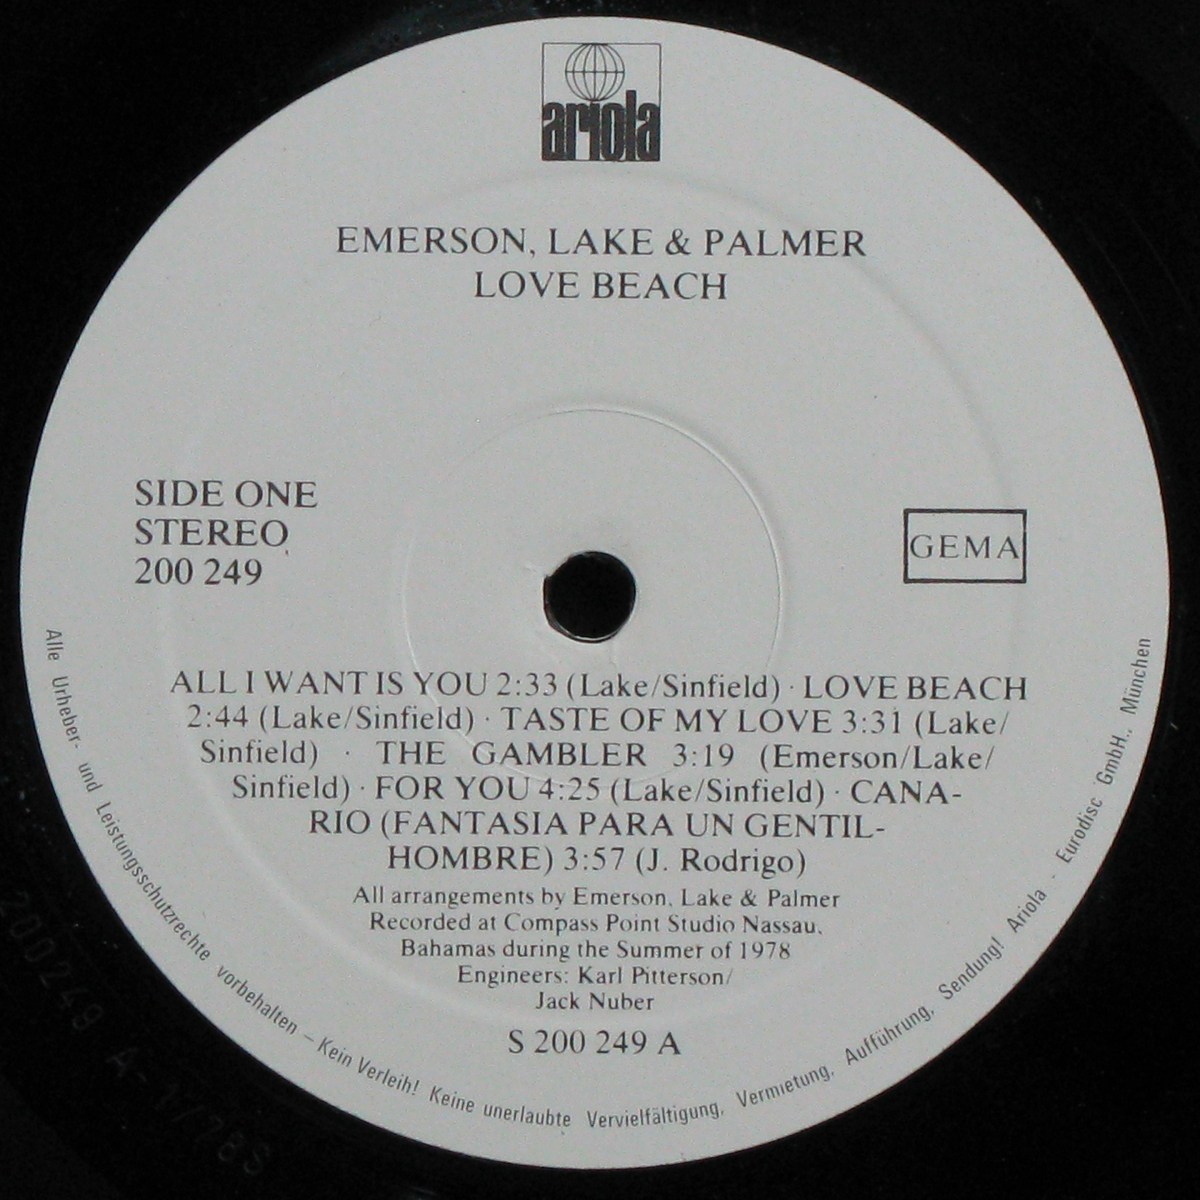 ariola
EMERSON, LAKE & PALMER
LOVE BEACH
SIDE ONE
STEREO
200 249
GEMA
ALL I WANT IS YOU 2:33 (Lake/Sinfield) · LOVE BEACH
2:44 (Lake/Sinfield) · TASTE OF MY LOVE 3:31 (Lake/
Sinfield) · THE GAMBLER 3:19 (Emerson/Lake/
Sinfield) · FOR YOU 4:25 (Lake/Sinfield) · CANA-
RIO (FANTASIA PARA UN GENTIL-
HOMBRE) 3:57 (J. Rodrigo)
All arrangements by Emerson, Lake & Palmer
Recorded at Compass Point Studio Nassau,
Bahamas during the Summer of 1978
Engineers: Karl Pitterson/
Jack Nuber
S 200 249 A
Alle Urheber- und Leistungsschutzrechte vorbehalten – Kein Verleih! Keine unerlaubte Vervielfältigung, Vermietung, Aufführung, Sendung! Ariola - Eurodisc GmbH., München
200249 A-1/78S